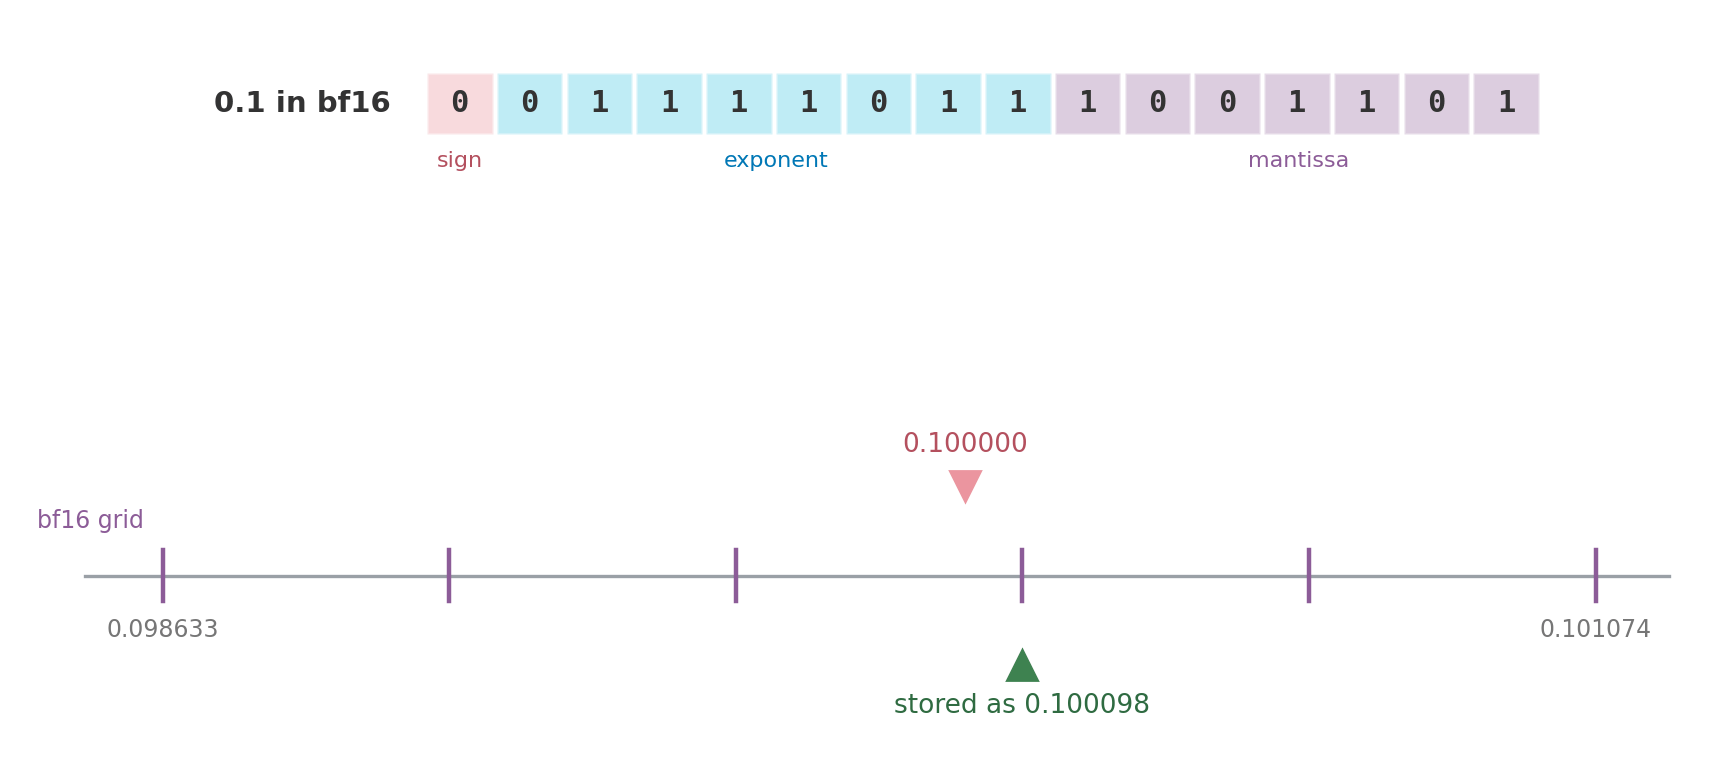 0.1 in bf16 0 0 1 1 1 1 0 1 1 1 0 0 1 1 0 1
sign exponent mantissa
0.100000
bf16 grid
0.098633 0.101074
stored as 0.100098